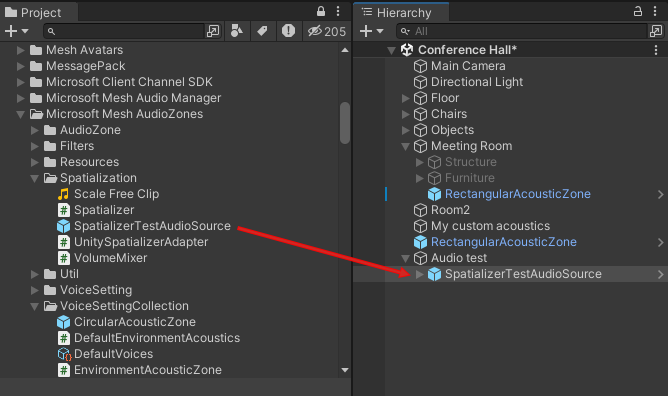 Project
205
Mesh Avatars
MessagePack
Microsoft Client Channel SDK
Microsoft Mesh Audio Manager
Microsoft Mesh AudioZones
AudioZone
Filters
Resources
Spatialization
Scale Free Clip
Spatializer
SpatializerTestAudioSource
UnitySpatializerAdapter
VolumeMixer
Util
VoiceSetting
VoiceSettingCollection
CircularAcousticZone
DefaultEnvironmentAcoustics
DefaultVoices
EnvironmentAcousticZone
Hierarchy
All
Conference Hall*
Main Camera
Directional Light
Floor
Chairs
Objects
Meeting Room
Structure
Furniture
RectangularAcousticZone
Room2
My custom acoustics
RectangularAcousticZone
Audio test
SpatializerTestAudioSource